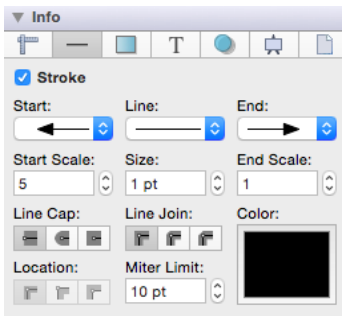 Info
T
Stroke
Start: Line: End:
Start Scale: Size: End Scale:
5 1 pt 1
Line Cap: Line Join: Color:
Location: Miter Limit:
10 pt